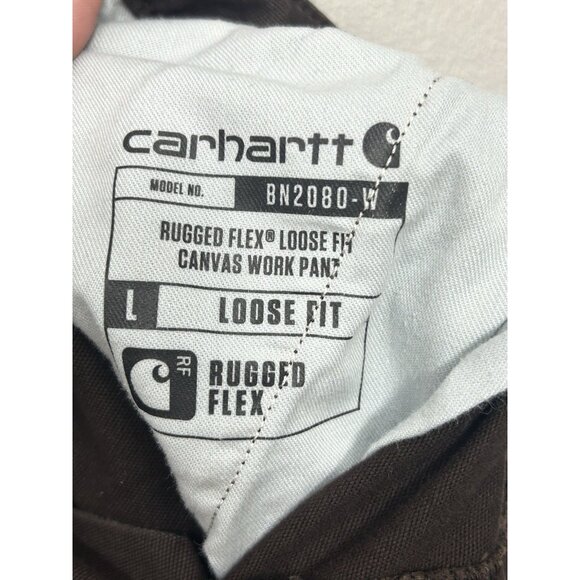 carhartt
MODEL NO. BN2080-W
RUGGED FLEX® LOOSE FIT
CANVAS WORK PANT
L LOOSE FIT
RF
RUGGED
FLEX